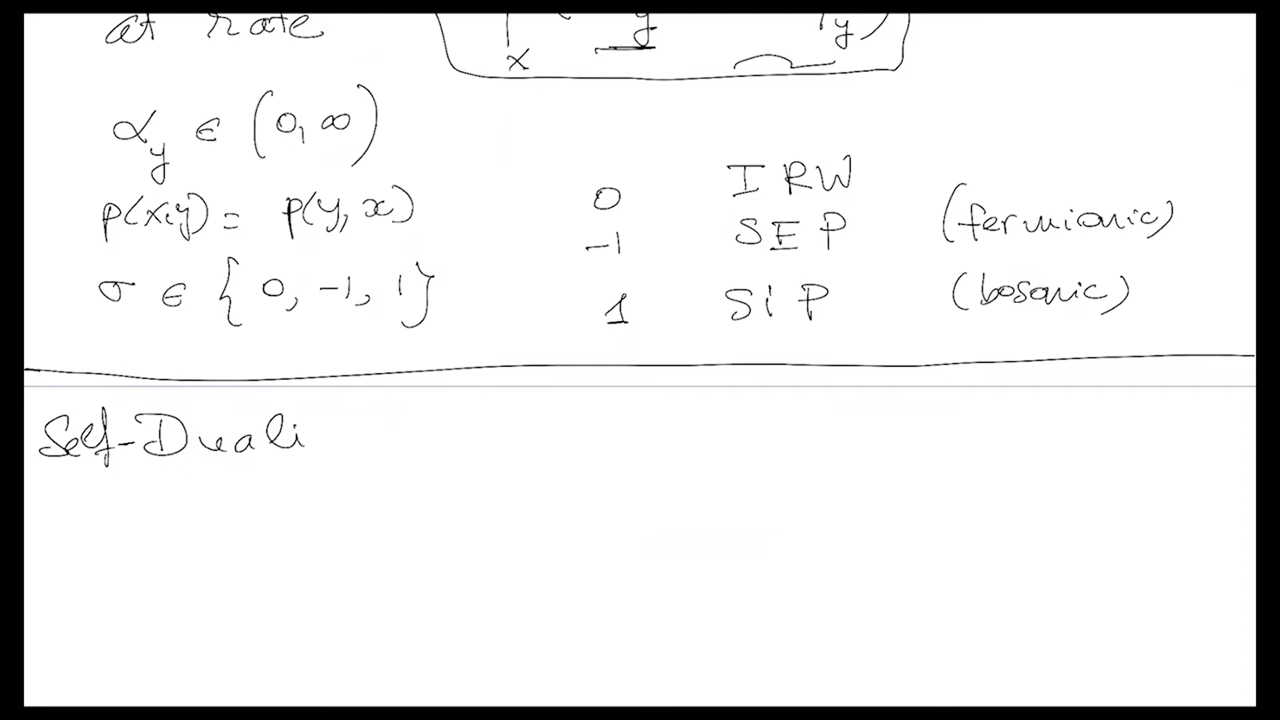 at rate x y y)
α_y ∈ (0, ∞)
p(x,y) = p(y, x)
σ ∈ { 0, -1, 1 }
0 IRW
-1 SEP (fermionic)
1 SiP (bosonic)
Self-Duali